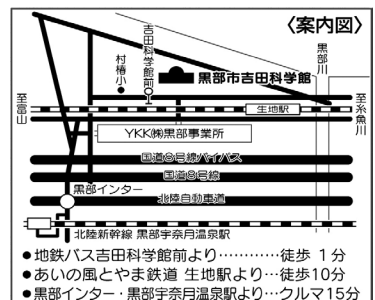 〈案内図〉
吉田科学館前
村椿小
黒部川
黒部市吉田科学館
至富山
生地駅
至糸魚川
YKK㈱黒部事業所
国道8号線バイパス
国道8号線
黒部インター
北陸自動車道
北陸新幹線 黒部宇奈月温泉駅
●地鉄バス吉田科学館前より…………徒歩 1分
●あいの風とやま鉄道 生地駅より…徒歩10分
●黒部インター・黒部宇奈月温泉駅より…クルマ15分